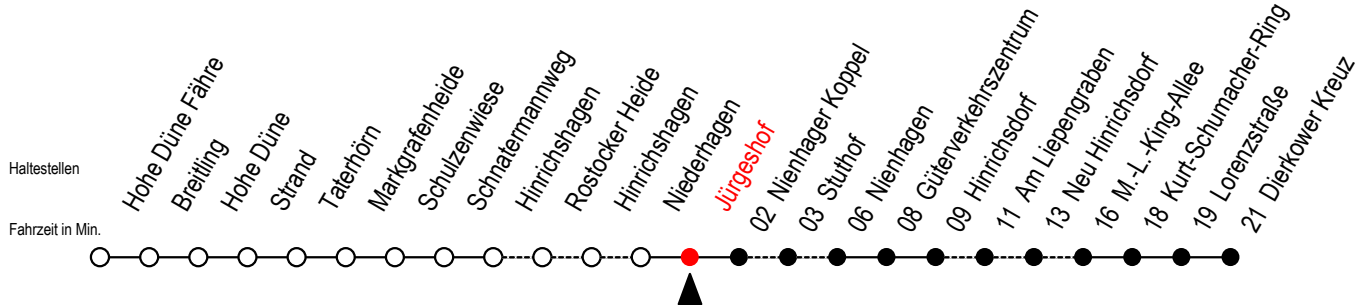 Haltestellen
Fahrzeit in Min.
Hohe Düne Fähre
Breitling
Hohe Düne
Strand
Taterhörn
Markgrafenheide
Schulzenwiese
Schnatermannweg
Hinrichshagen
Rostocker Heide
Hinrichshagen
Niederhagen
Jürgeshof
02 Nienhager Koppel
03 Stuthof
06 Nienhagen
08 Güterverkehrszentrum
09 Hinrichsdorf
11 Am Liepengraben
13 Neu Hinrichsdorf
16 M.-L.-King-Allee
18 Kurt-Schumacher-Ring
19 Lorenzstraße
21 Dierkower Kreuz